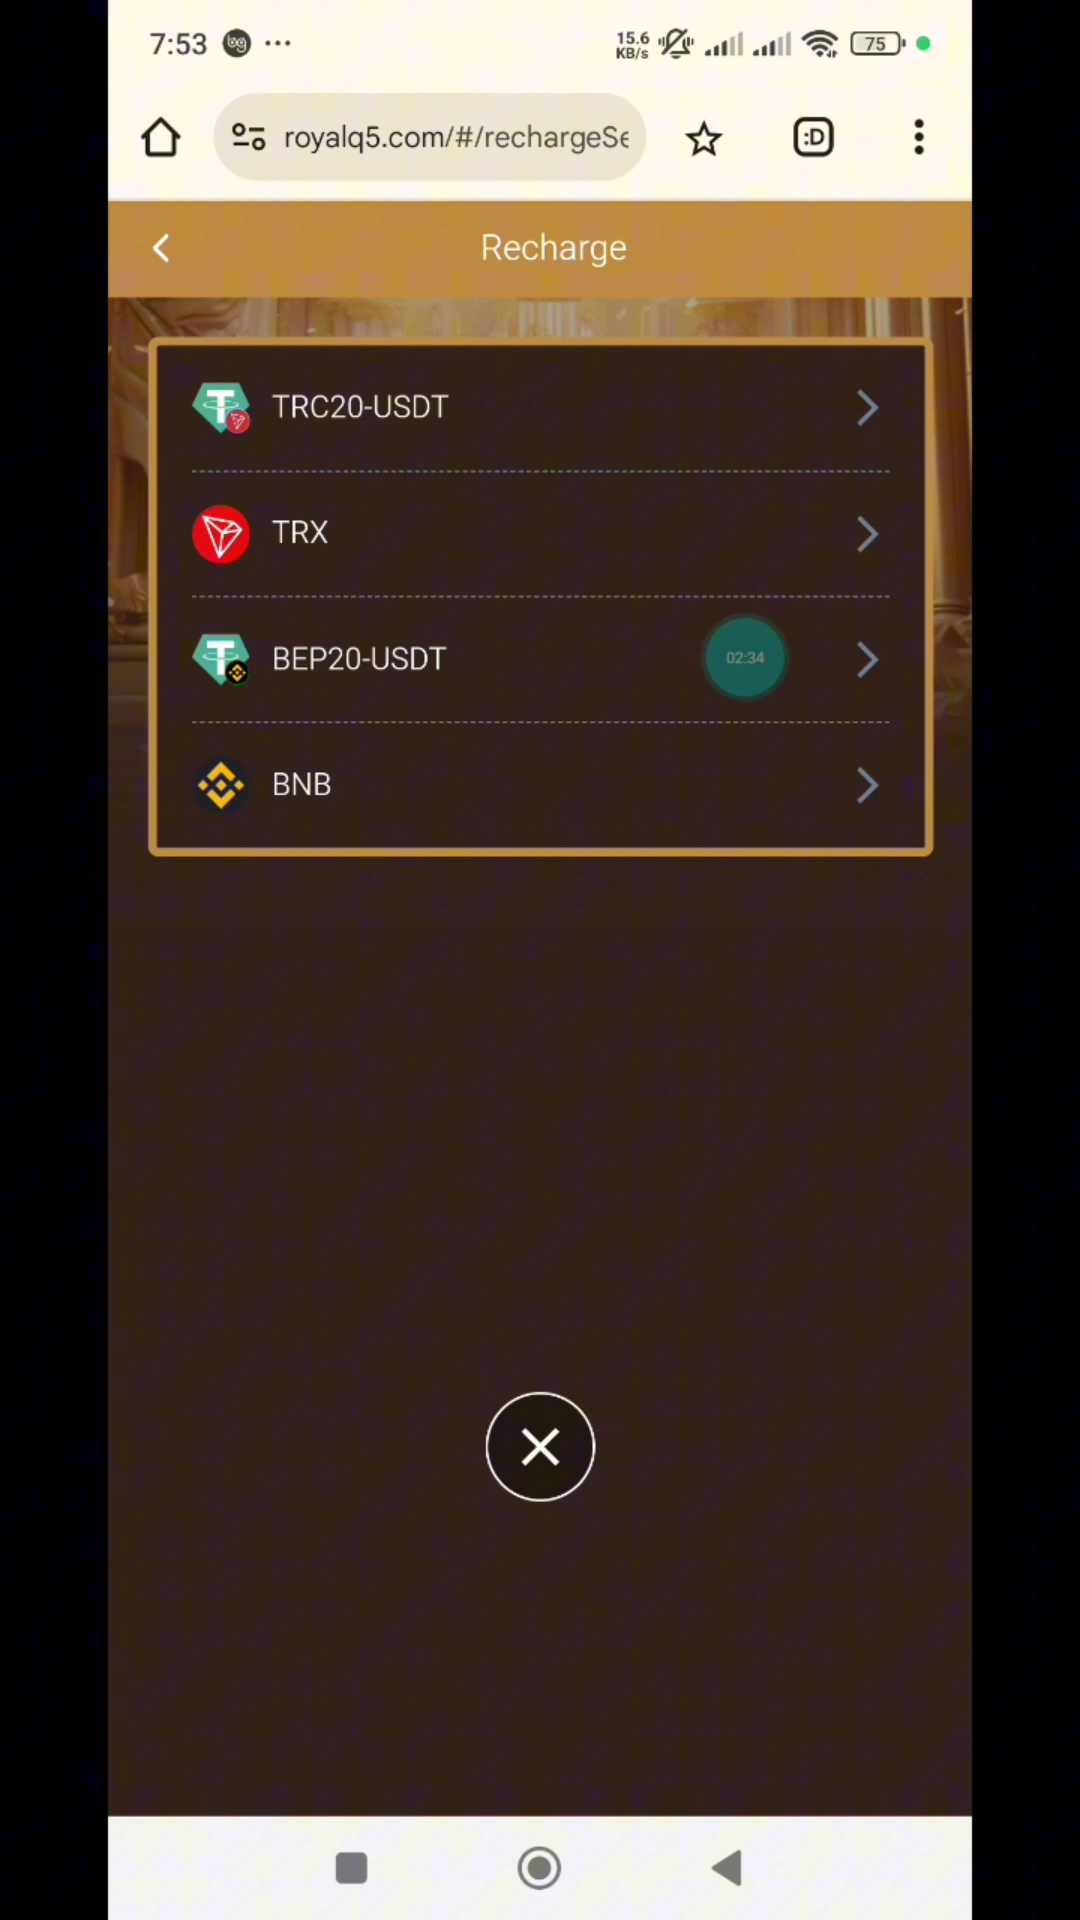 7:53
15.6
KB/s
75
royalq5.com/#/rechargeSe
:D
Recharge
TRC20-USDT
TRX
BEP20-USDT
02:34
BNB